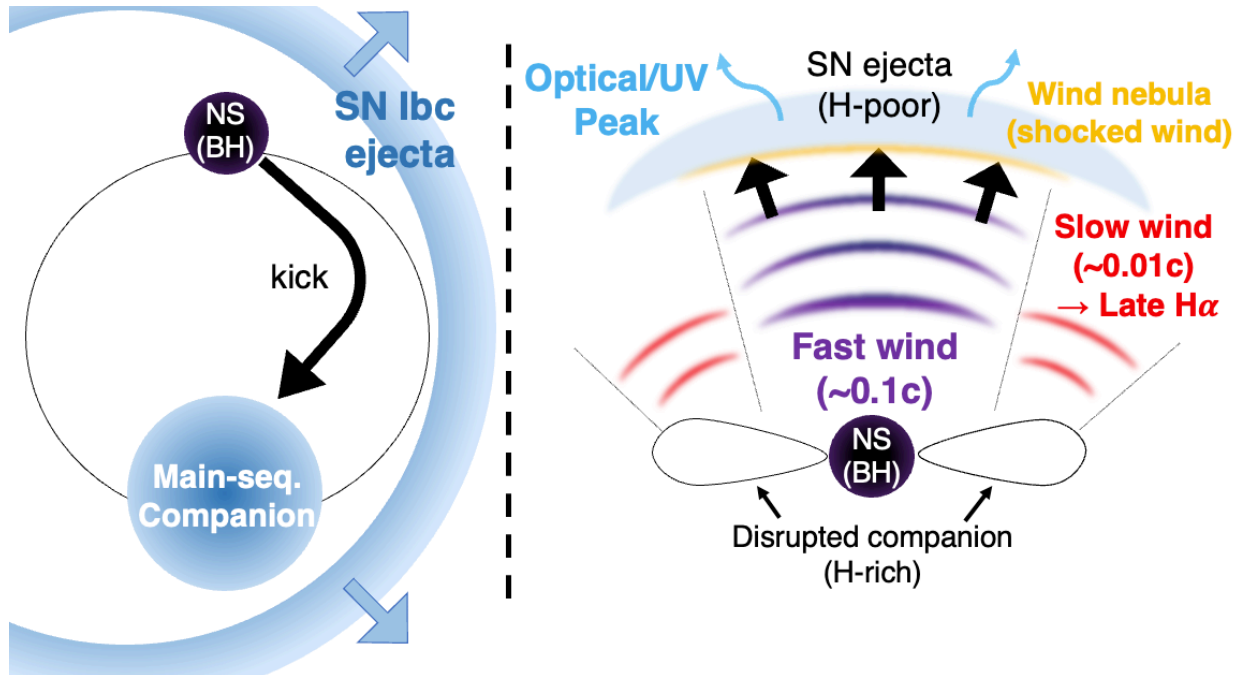 NS
(BH)
SN Ibc
ejecta
kick
Main-seq.
Companion
Optical/UV
Peak
SN ejecta
(H-poor)
Wind nebula
(shocked wind)
Slow wind
(~0.01c)
→ Late Hα
Fast wind
(~0.1c)
NS
(BH)
Disrupted companion
(H-rich)